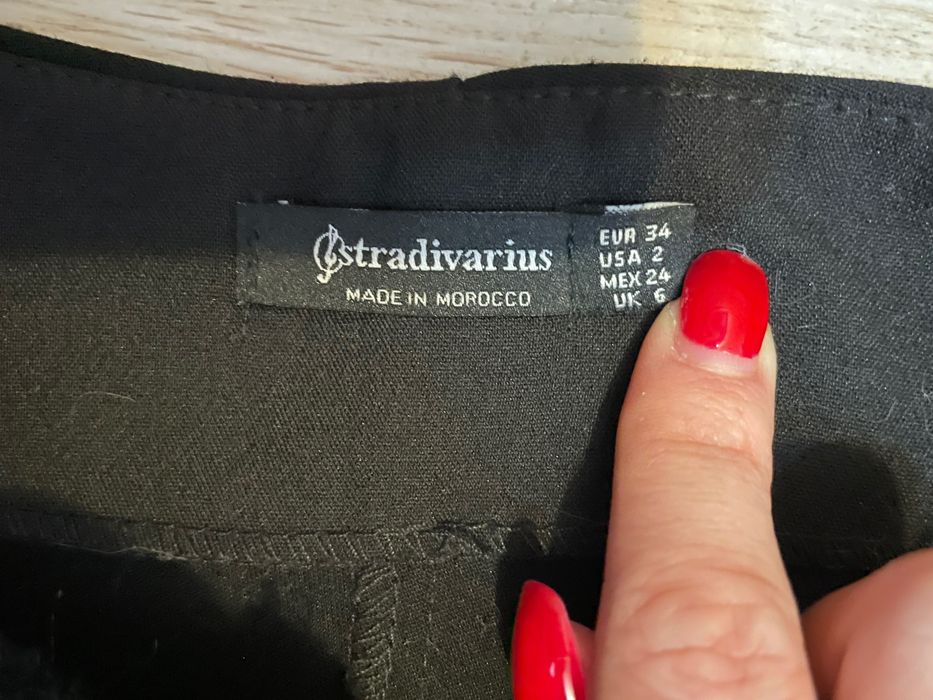 stradivarius
MADE IN MOROCCO
EUR 34
USA 2
MEX 24
UK 6